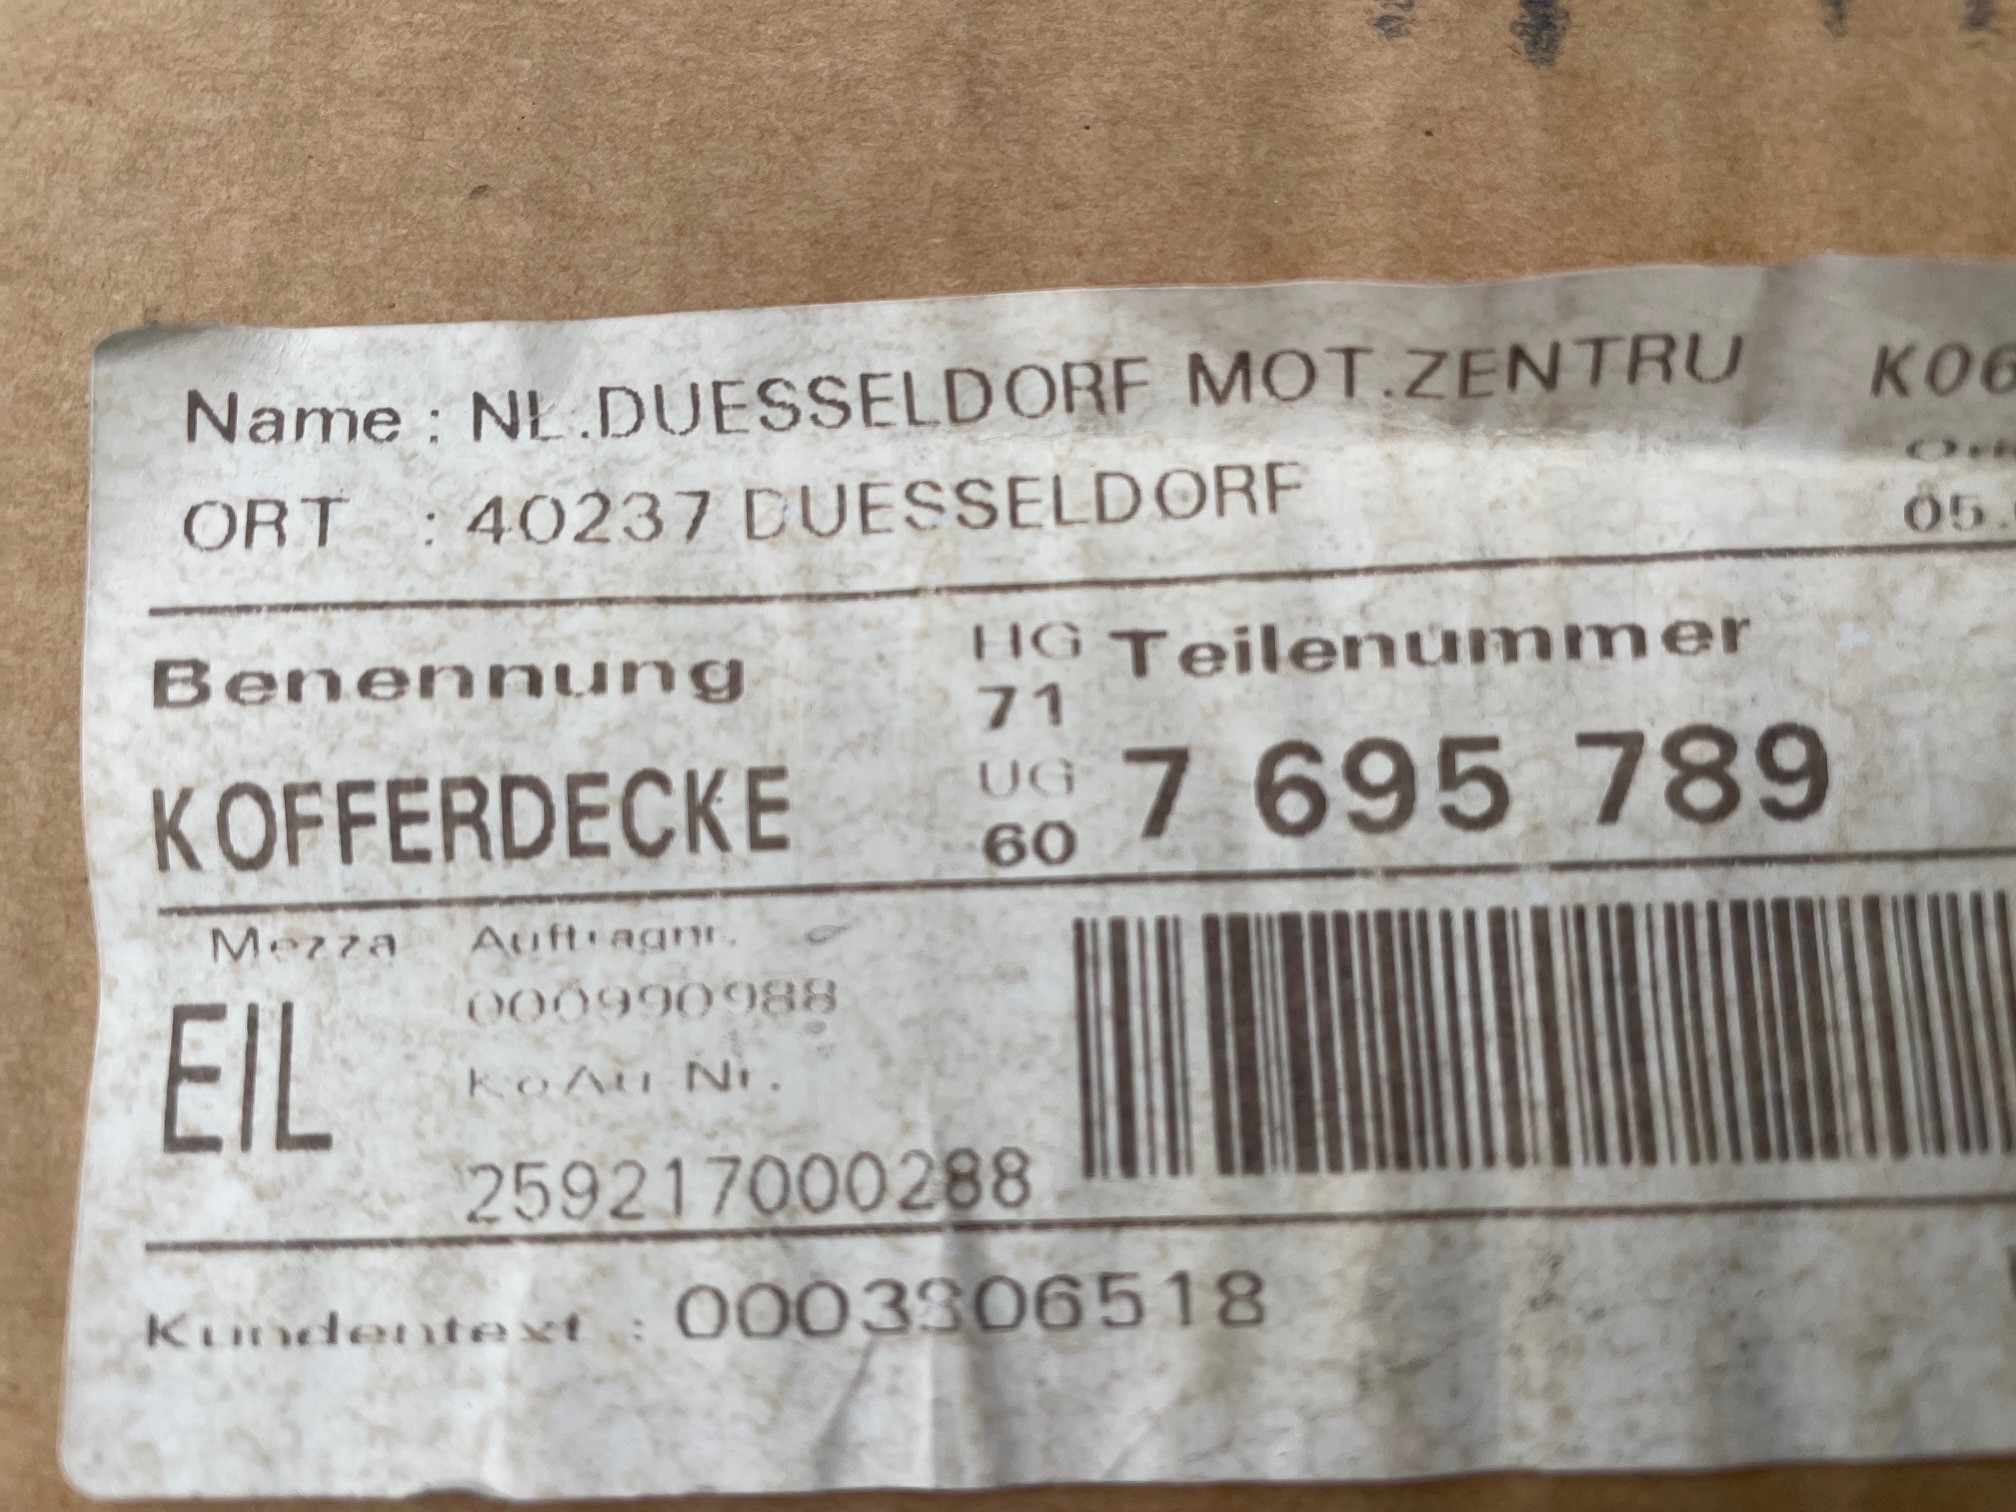 Name : NL.DUESSELDORF MOT.ZENTRU K06
ORT : 40237 DUESSELDORF 05.
Benennung HG Teilenummer
71
KOFFERDECKE UG 7 695 789
60
Mezza Auftragnr.
000990988
EIL KoAu-Nr.
259217000288
Kundentext : 0003306518